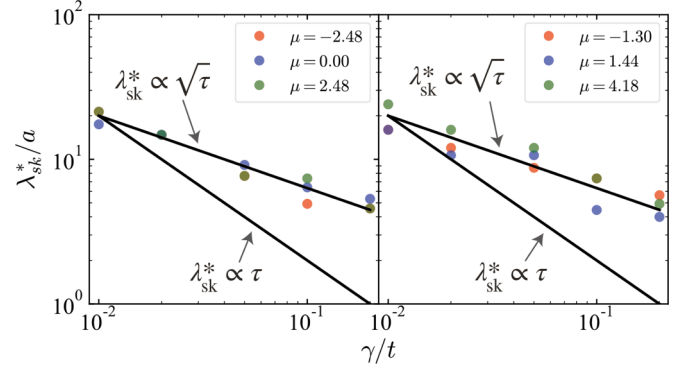 10²
μ = −2.48
μ = 0.00
μ = 2.48
λ*sk ∝ √τ
μ = −1.30
μ = 1.44
μ = 4.18
λ*sk ∝ √τ
λ*sk/a
10¹
λ*sk ∝ τ
λ*sk ∝ τ
10⁰
10⁻²
10⁻¹
10⁻²
10⁻¹
γ/t